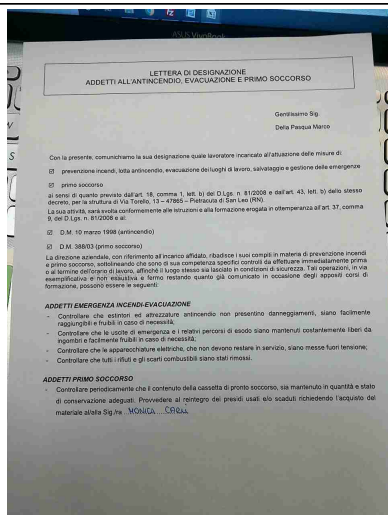 ASUS VivoBook
LETTERA DI DESIGNAZIONE
ADDETTI ALL'ANTINCENDIO, EVACUAZIONE E PRIMO SOCCORSO
Gentilissimo Sig.
Della Pasqua Marco
Con la presente, comunichiamo la sua designazione quale lavoratore incaricato all'attuazione delle misure di:
☑ prevenzione incendi, lotta antincendio, evacuazione dei luoghi di lavoro, salvataggio e gestione delle emergenze
☑ primo soccorso
ai sensi di quanto previsto dall'art. 18, comma 1, lett. b) del D.Lgs. n. 81/2008 e dall'art. 43, lett. b) dello stesso
decreto, per la struttura di Via Torello, 13 – 47865 – Pietracuta di San Leo (RN).
La sua attività, sarà svolta conformemente alle istruzioni e alla formazione erogata in ottemperanza all'art. 37, comma
9, del D.Lgs. n. 81/2008 e al:
☑ D.M. 10 marzo 1998 (antincendio)
☑ D.M. 388/03 (primo soccorso)
La direzione aziendale, con riferimento all'incarico affidato, ribadisce i suoi compiti in materia di prevenzione incendi
e primo soccorso, sottolineando che sono di sua competenza specifici controlli da effettuare immediatamente prima
o al termine dell'orario di lavoro, affinché il luogo stesso sia lasciato in condizioni di sicurezza. Tali operazioni, in via
esemplificativa e non esaustiva e fermo restando quanto già comunicato in occasione degli appositi corsi di
formazione, possono essere le seguenti:
ADDETTI EMERGENZA INCENDI-EVACUAZIONE
- Controllare che estintori ed attrezzature antincendio non presentino danneggiamenti, siano facilmente
raggiungibili e fruibili in caso di necessità;
- Controllare che le uscite di emergenza e i relativi percorsi di esodo siano mantenuti costantemente liberi da
ingombri e facilmente fruibili in caso di necessità;
- Controllare che le apparecchiature elettriche, che non devono restare in servizio, siano messe fuori tensione;
- Controllare che tutti i rifiuti e gli scarti combustibili siano stati rimossi.
ADDETTI PRIMO SOCCORSO
- Controllare periodicamente che il contenuto della cassetta di pronto soccorso, sia mantenuto in quantità e stato
di conservazione adeguati. Provvedere al reintegro dei presidi usati e/o scaduti richiedendo l'acquisto del
materiale al/alla Sig./ra MONICA